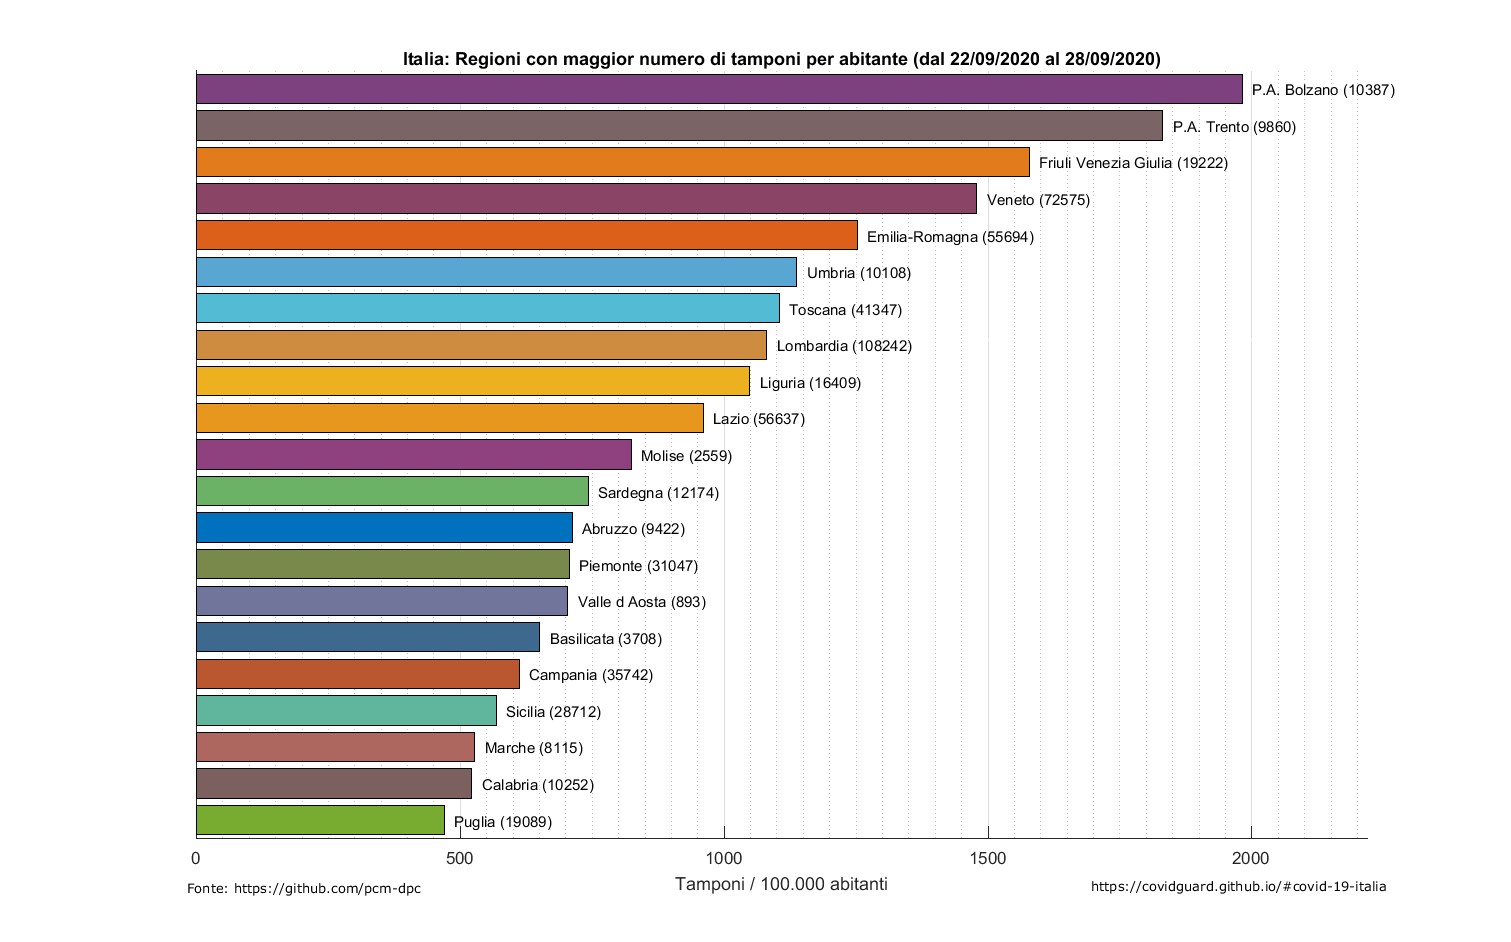 Italia: Regioni con maggior numero di tamponi per abitante (dal 22/09/2020 al 28/09/2020)
P.A. Bolzano (10387)
P.A. Trento (9860)
Friuli Venezia Giulia (19222)
Veneto (72575)
Emilia-Romagna (55694)
Umbria (10108)
Toscana (41347)
Lombardia (108242)
Liguria (16409)
Lazio (56637)
Molise (2559)
Sardegna (12174)
Abruzzo (9422)
Piemonte (31047)
Valle d Aosta (893)
Basilicata (3708)
Campania (35742)
Sicilia (28712)
Marche (8115)
Calabria (10252)
Puglia (19089)
0 500 1000 1500 2000
Tamponi / 100.000 abitanti
Fonte: https://github.com/pcm-dpc
https://covidguard.github.io/#covid-19-italia